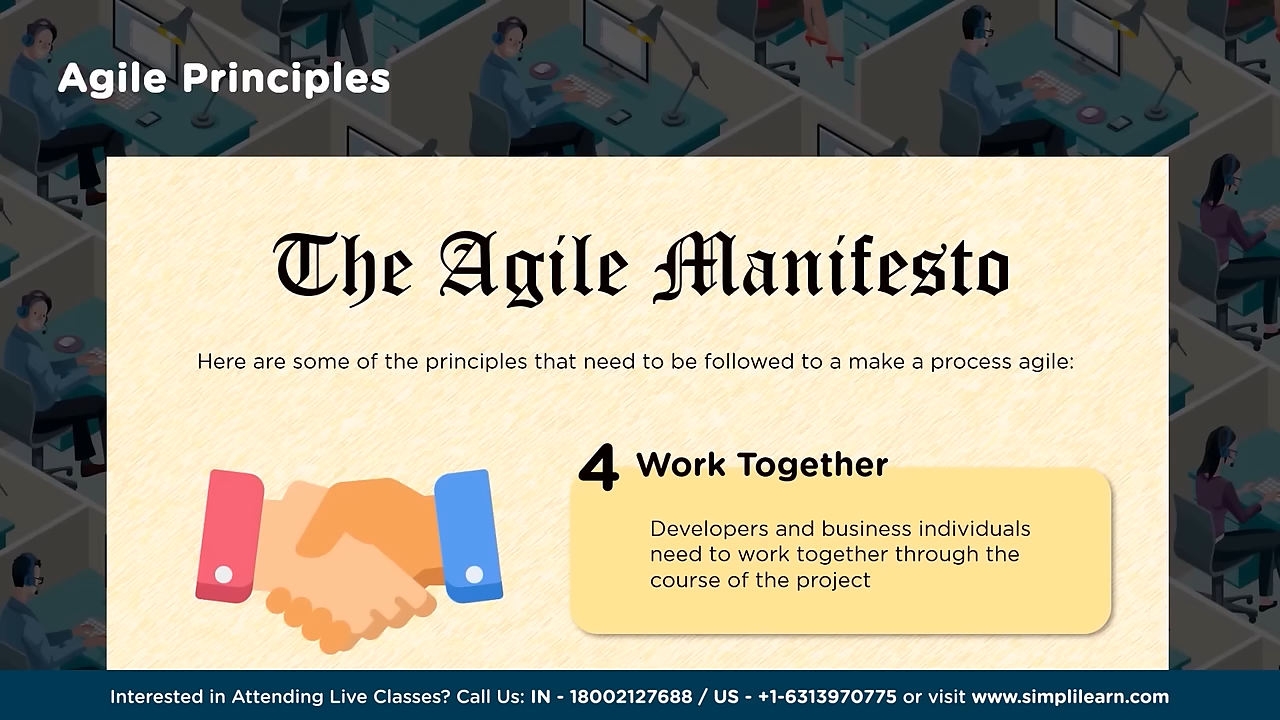 Agile Principles
The Agile Manifesto
Here are some of the principles that need to be followed to a make a process agile:
4 Work Together
Developers and business individuals
need to work together through the
course of the project
Interested in Attending Live Classes? Call Us: IN - 18002127688 / US - +1-6313970775 or visit www.simplilearn.com